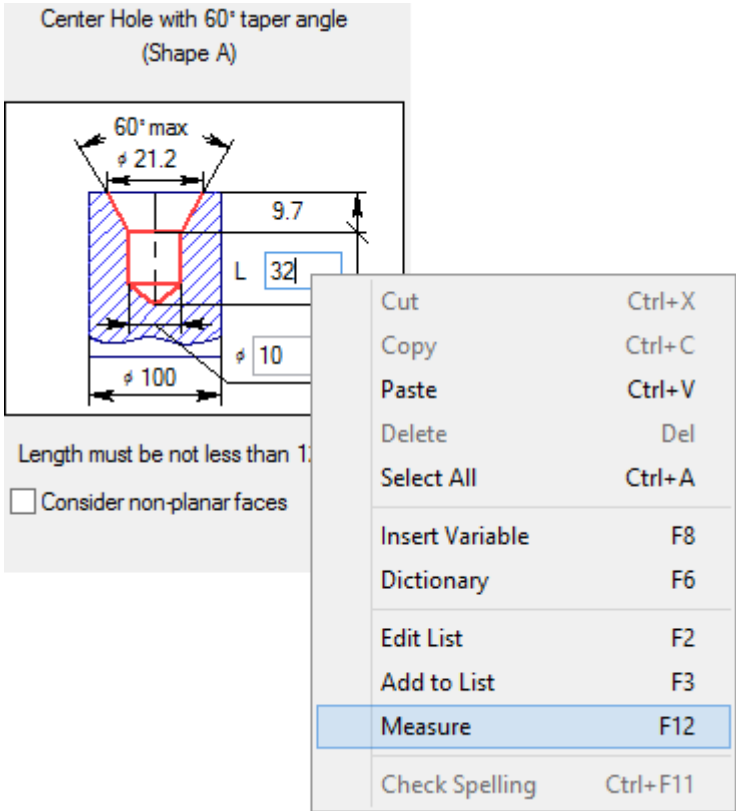 Center Hole with 60° taper angle
(Shape A)
60° max
ø 21.2
9.7
L 32
ø 10
ø 100
Length must be not less than
Consider non-planar faces
Cut Ctrl+X
Copy Ctrl+C
Paste Ctrl+V
Delete Del
Select All Ctrl+A
Insert Variable F8
Dictionary F6
Edit List F2
Add to List F3
Measure F12
Check Spelling Ctrl+F11